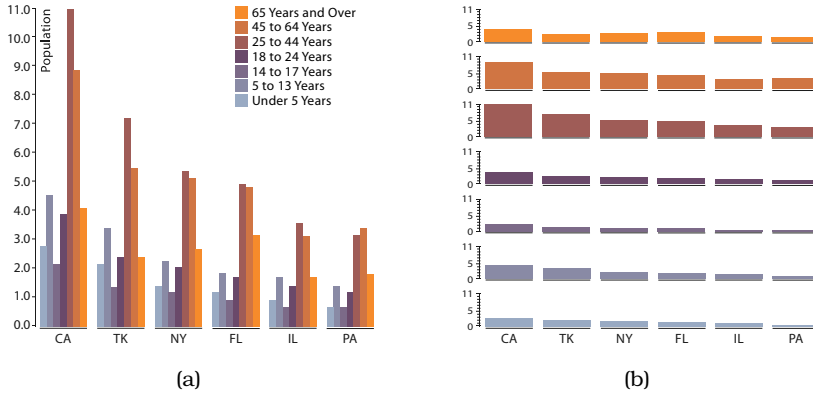 11.0
10.0
9.0
8.0
7.0
6.0
5.0
4.0
3.0
2.0
1.0
0.0
Population
65 Years and Over
45 to 64 Years
25 to 44 Years
18 to 24 Years
14 to 17 Years
5 to 13 Years
Under 5 Years
CA TK NY FL IL PA
(a)
11
5
0
11
5
0
11
5
0
11
5
0
11
5
0
11
5
0
11
5
0
CA TK NY FL IL PA
(b)